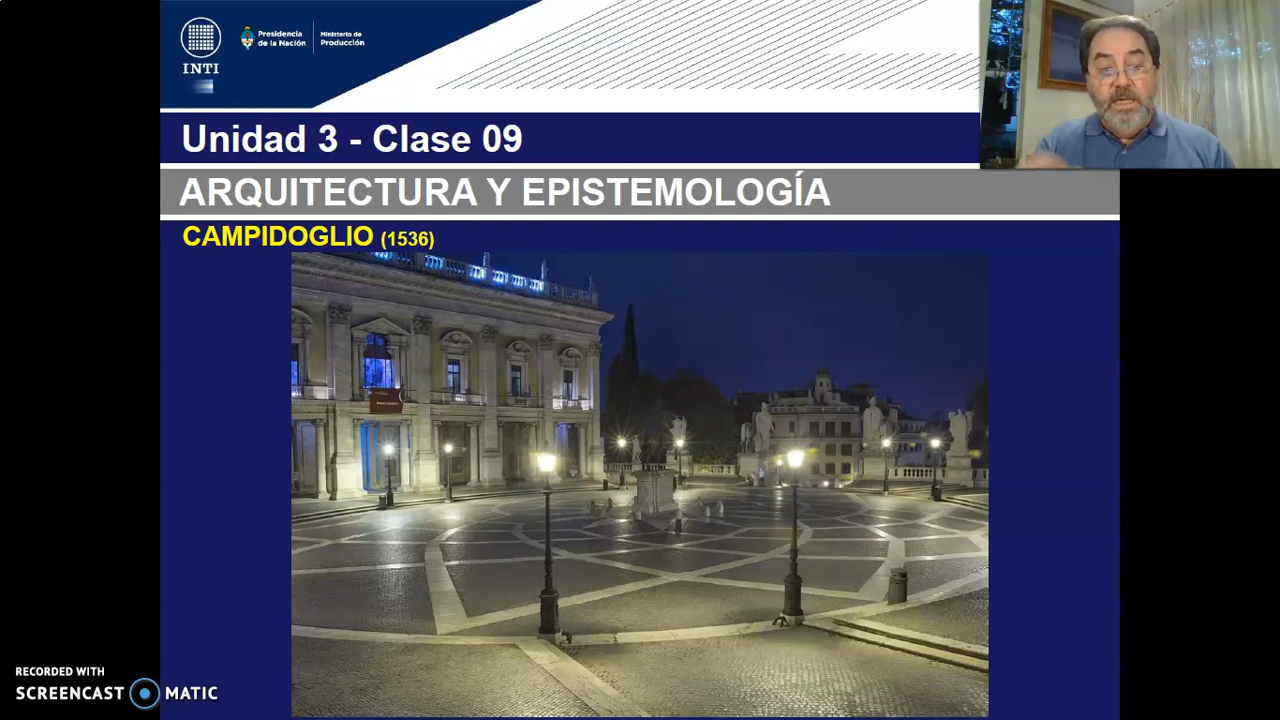 INTI
Presidencia
de la Nación
Ministerio de
Producción
Unidad 3 - Clase 09
ARQUITECTURA Y EPISTEMOLOGÍA
CAMPIDOGLIO (1536)
RECORDED WITH
SCREENCAST MATIC